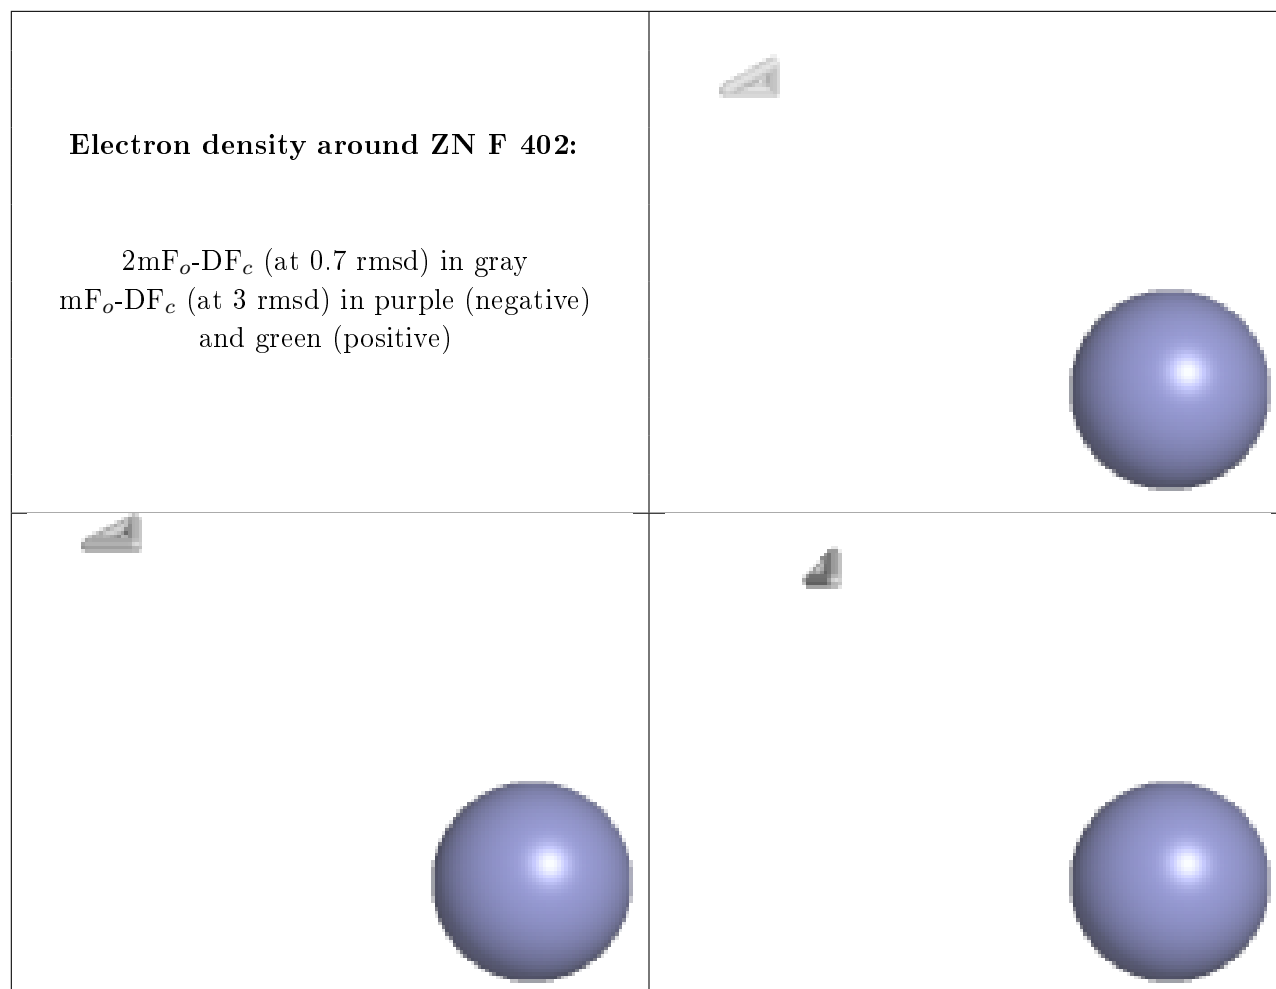 Electron density around ZN F 402:
2mFₒ-DF𝒸 (at 0.7 rmsd) in gray
mFₒ-DF𝒸 (at 3 rmsd) in purple (negative)
and green (positive)